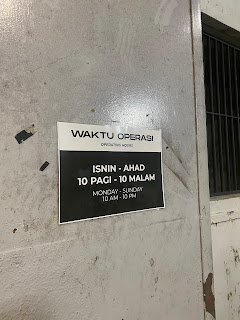 WAKTU OPERASI
OPERATING HOURS
ISNIN - AHAD
10 PAGI - 10 MALAM
MONDAY - SUNDAY
10 AM - 10 PM